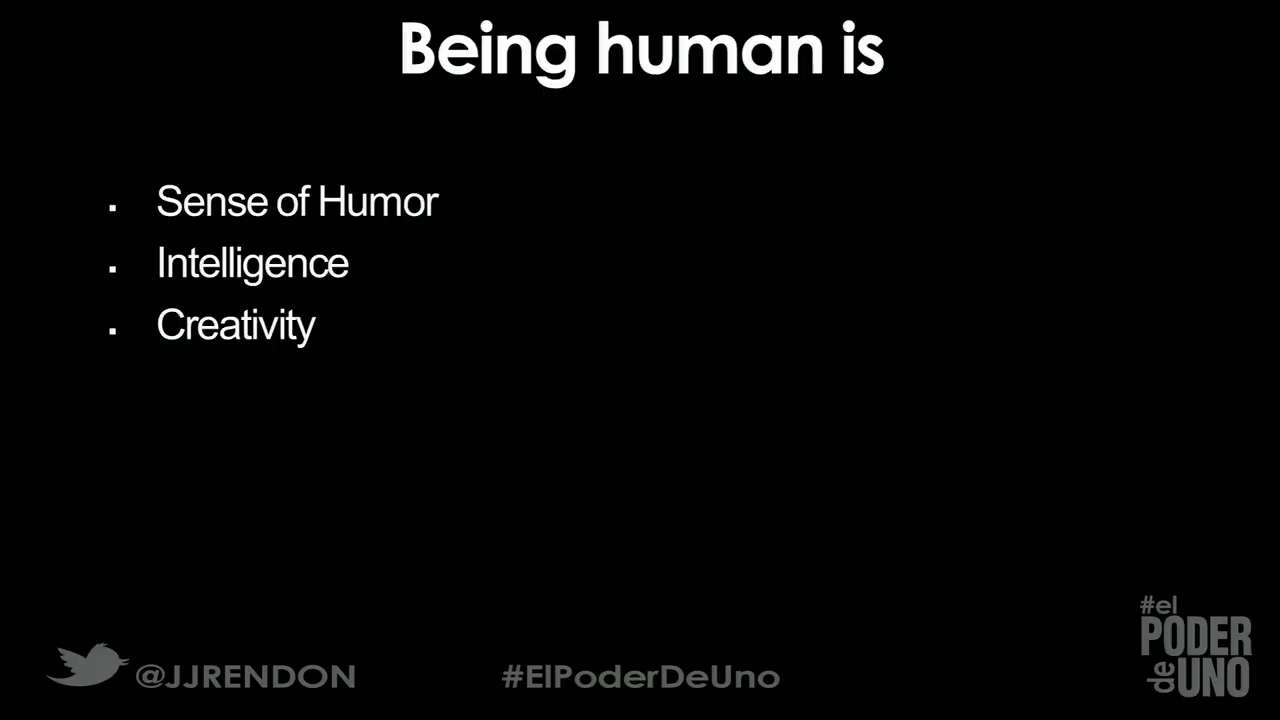 Being human is
▪ Sense of Humor
▪ Intelligence
▪ Creativity
@JJRENDON
#ElPoderDeUno
#el
PODER
de UNO